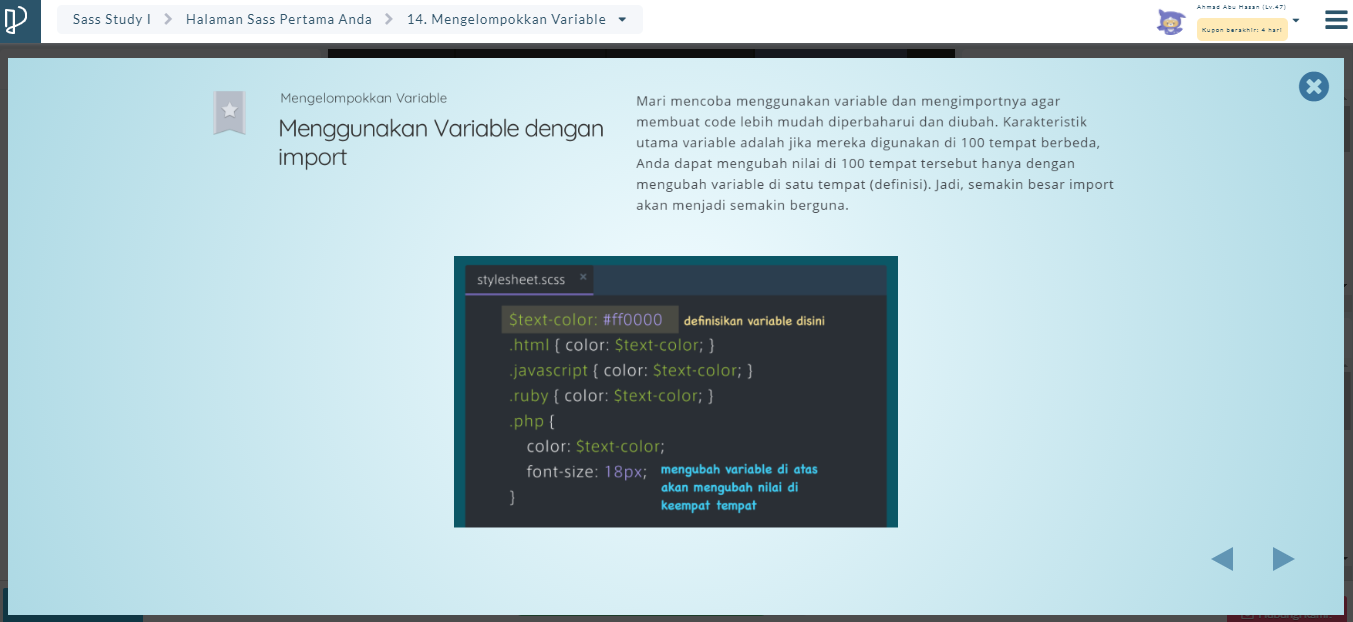 Sass Study I
Halaman Sass Pertama Anda
14. Mengelompokkan Variable
Ahmad Abu Hasan (Lv.47)
Kupon berakhir: 4 hari
Mengelompokkan Variable
Menggunakan Variable dengan
import
Mari mencoba menggunakan variable dan mengimportnya agar
membuat code lebih mudah diperbaharui dan diubah. Karakteristik
utama variable adalah jika mereka digunakan di 100 tempat berbeda,
Anda dapat mengubah nilai di 100 tempat tersebut hanya dengan
mengubah variable di satu tempat (definisi). Jadi, semakin besar import
akan menjadi semakin berguna.
stylesheet.scss ×
$text-color: #ff0000 definisikan variable disini
.html { color: $text-color; }
.javascript { color: $text-color; }
.ruby { color: $text-color; }
.php {
color: $text-color;
font-size: 18px;
}
mengubah variable di atas
akan mengubah nilai di
keempat tempat